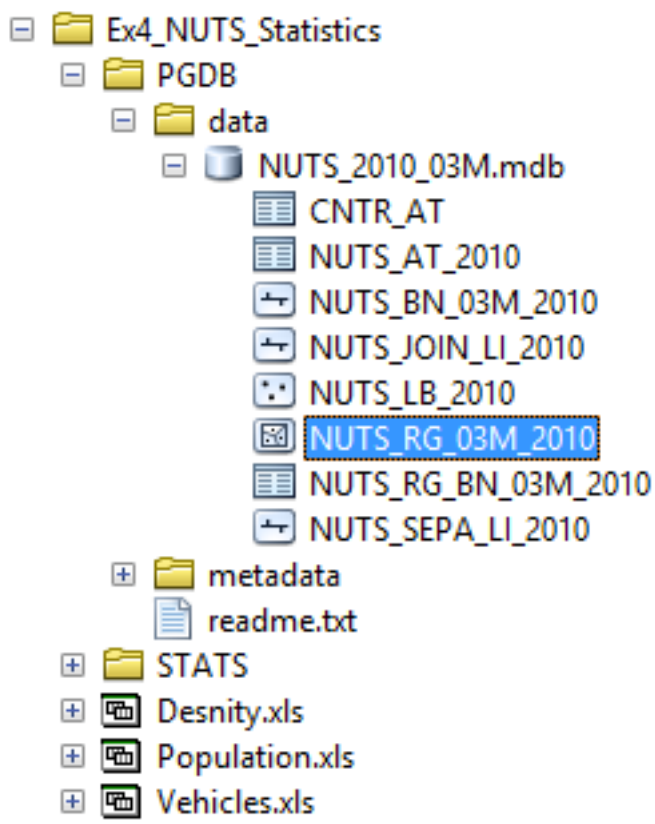 Ex4_NUTS_Statistics
PGDB
data
NUTS_2010_03M.mdb
CNTR_AT
NUTS_AT_2010
NUTS_BN_03M_2010
NUTS_JOIN_LI_2010
NUTS_LB_2010
NUTS_RG_03M_2010
NUTS_RG_BN_03M_2010
NUTS_SEPA_LI_2010
metadata
readme.txt
STATS
Desnity.xls
Population.xls
Vehicles.xls